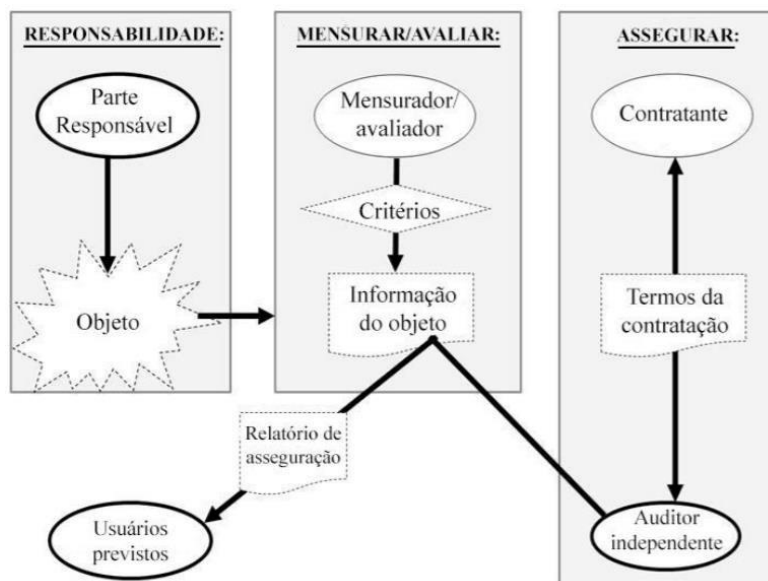 RESPONSABILIDADE:
Parte
Responsável
Objeto
MENSURAR/AVALIAR:
Mensurador/
avaliador
Critérios
Informação
do objeto
ASSEGURAR:
Contratante
Termos da
contratação
Relatório de
asseguração
Usuários
previstos
Auditor
independente